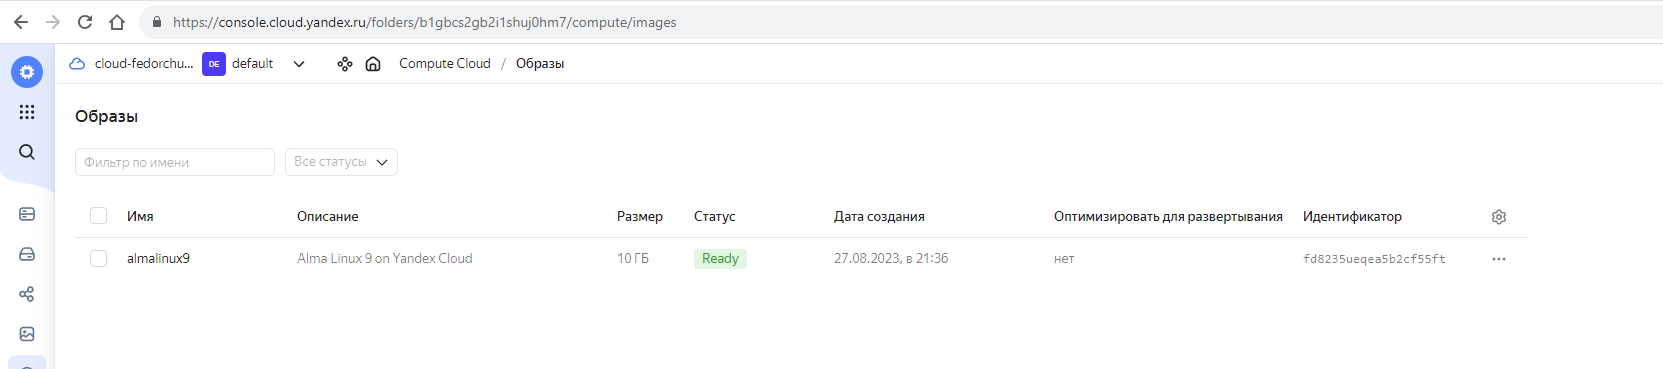 https://console.cloud.yandex.ru/folders/b1gbcs2gb2i1shuj0hm7/compute/images
cloud-fedorchu... DE default Compute Cloud / Образы
Образы
Фильтр по имени Все статусы
Имя Описание Размер Статус Дата создания Оптимизировать для развертывания Идентификатор
almalinux9 Alma Linux 9 on Yandex Cloud 10 ГБ Ready 27.08.2023, в 21:36 нет fd8235ueqea5b2cf55ft